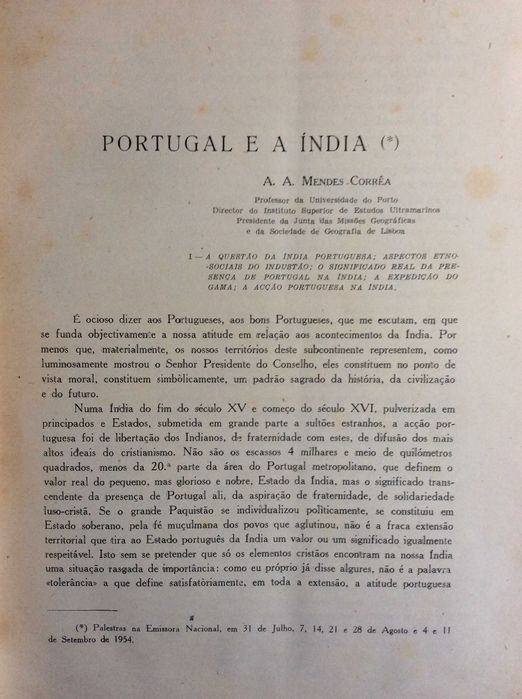 PORTUGAL E A ÍNDIA (*)
A. A. MENDES CORRÊA
Professor da Universidade do Porto
Director do Instituto Superior de Estudos Ultramarinos
Presidente da Junta das Missões Geográficas
e da Sociedade de Geografia de Lisboa
I — A QUESTÃO DA ÍNDIA PORTUGUESA; ASPECTOS ETNO-
-SOCIAIS DO INDUSTÃO; O SIGNIFICADO REAL DA PRE-
SENÇA DE PORTUGAL NA ÍNDIA; A EXPEDIÇÃO DO
GAMA; A ACÇÃO PORTUGUESA NA ÍNDIA.
É ocioso dizer aos Portugueses, aos bons Portugueses, que me escutam, em que
se funda objectivamente a nossa atitude em relação aos acontecimentos da Índia. Por
menos que, materialmente, os nossos territórios deste subcontinente representem, como
luminosamente mostrou o Senhor Presidente do Conselho, eles constituem no ponto de
vista moral, constituem simbòlicamente, um padrão sagrado da história, da civilização
e do futuro.
Numa Índia do fim do século XV e começo do século XVI, pulverizada em
principados e Estados, submetida em grande parte a sultões estranhos, a acção por-
tuguesa foi de libertação dos Indianos, de fraternidade com estes, de difusão dos mais
altos ideais do cristianismo. Não são os escassos 4 milhares e meio de quilómetros
quadrados, menos da 20.ª parte da área do Portugal metropolitano, que definem o
valor real do pequeno, mas glorioso e nobre, Estado da Índia, mas o significado trans-
cendente da presença de Portugal ali, da aspiração de fraternidade, de solidariedade
luso-cristã. Se o grande Paquistão se individualizou politicamente, se constituiu em
Estado soberano, pela fé muçulmana dos povos que aglutinou, não é a fraca extensão
territorial que tira ao Estado português da Índia um valor ou um significado igualmente
respeitável. Isto sem se pretender que só os elementos cristãos encontram na nossa Índia
uma situação rasgada de importância: como eu próprio já disse algures, não é a palavra
«tolerância» a que define satisfatòriamente, em toda a extensão, a atitude portuguesa
(*) Palestras na Emissora Nacional, em 31 de Julho, 7, 14, 21 e 28 de Agosto e 4 e 11
de Setembro de 1954.